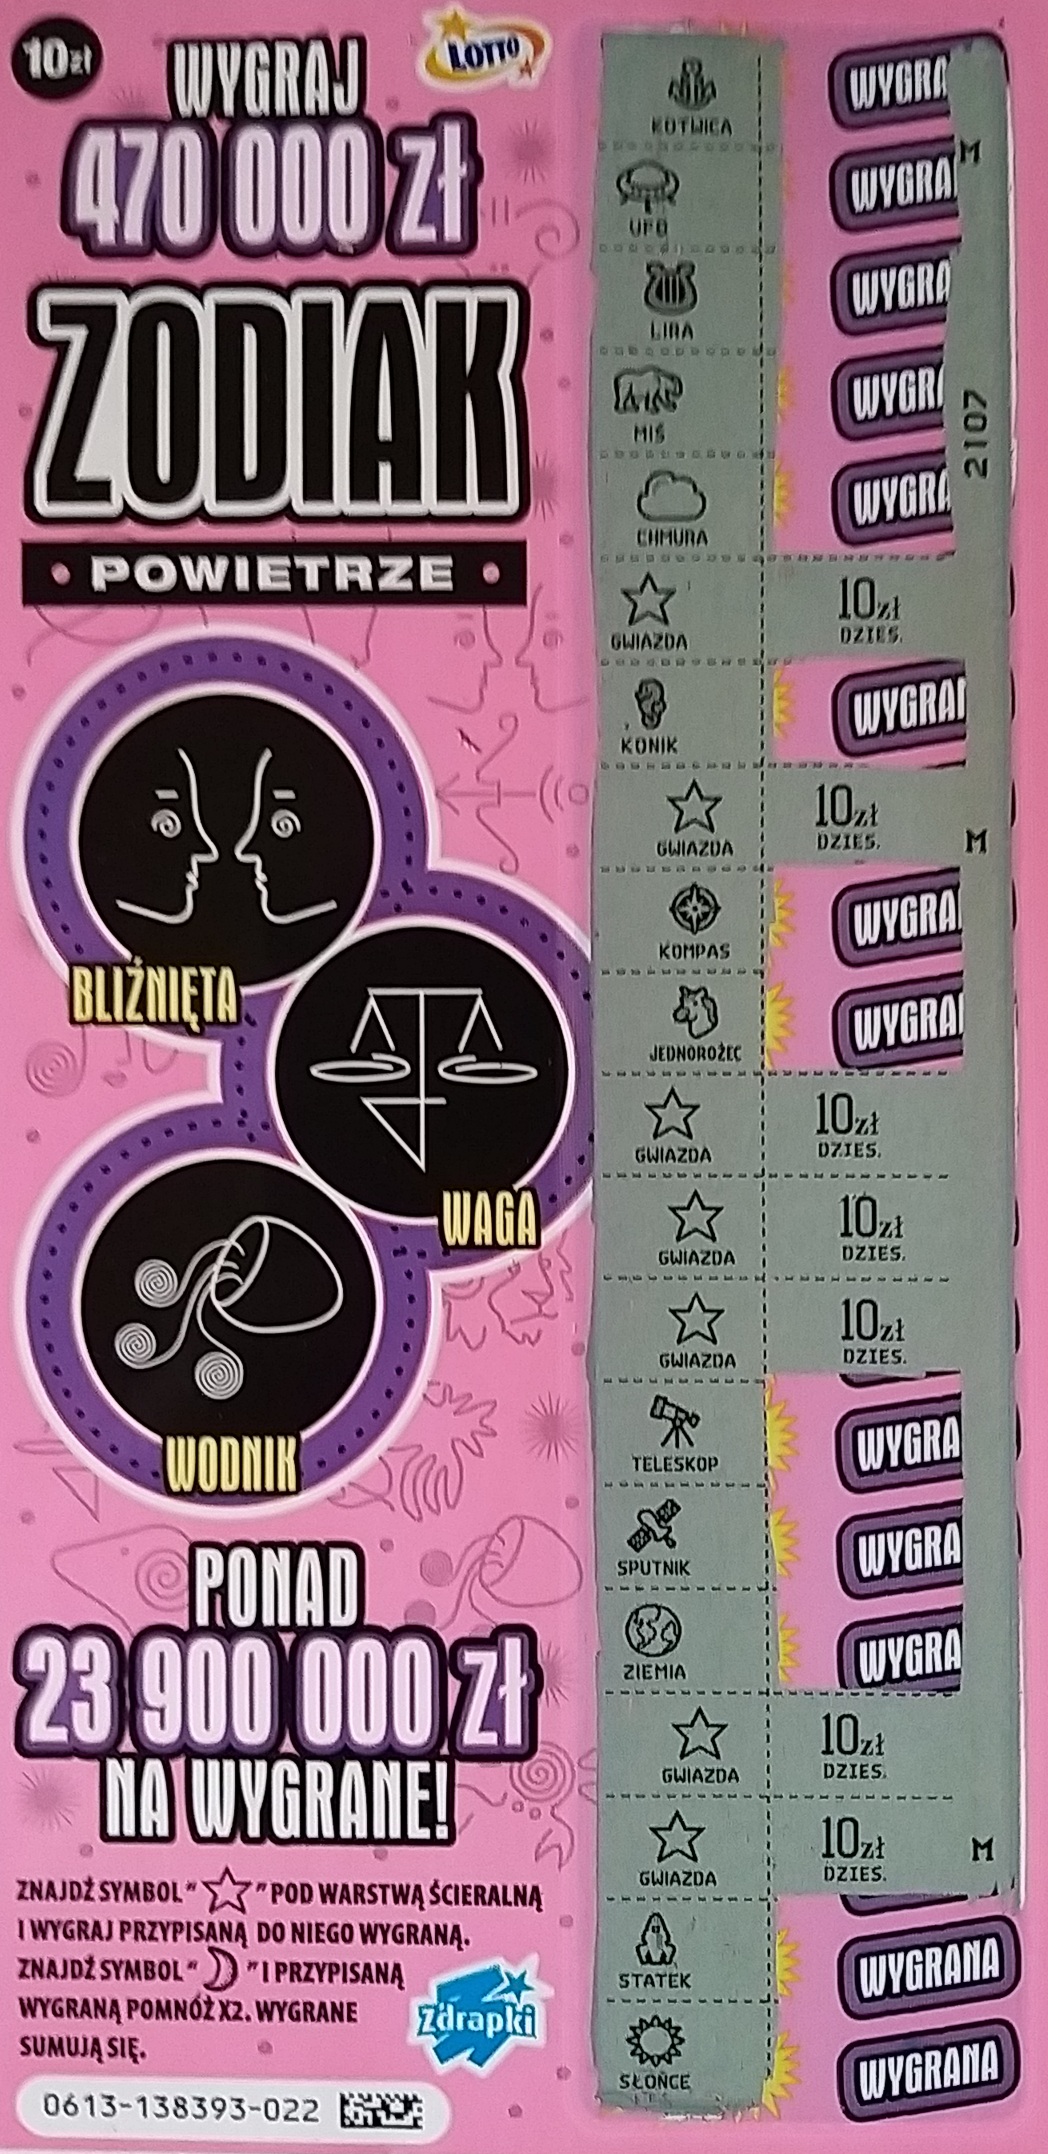 10zł
LOTTO
WYGRAJ
470 000 zł
ZODIAK
• POWIETRZE •
BLIŹNIĘTA
WAGA
WODNIK
PONAD
23 900 000 zł
NA WYGRANE!
ZNAJDŹ SYMBOL " " POD WARSTWĄ ŚCIERALNĄ
I WYGRAJ PRZYPISANĄ DO NIEGO WYGRANĄ.
ZNAJDŹ SYMBOL " " I PRZYPISANĄ
WYGRANĄ POMNÓŻ X2. WYGRANE
SUMUJĄ SIĘ.
Zdrapki
0613-138393-022
KOTWICA
WYGRA
M
UFO
WYGRA
LIRA
WYGRA
MIŚ
WYGR
2107
CHMURA
WYGRA
GWIAZDA
10zł
DZIES.
KONIK
WYGRA
GWIAZDA
10zł
DZIES.
M
KOMPAS
WYGRA
JEDNOROŻEC
WYGRA
GWIAZDA
10zł
DZIES.
GWIAZDA
10zł
DZIES.
GWIAZDA
10zł
DZIES.
TELESKOP
WYGRA
SPUTNIK
WYGRA
ZIEMIA
WYGRA
GWIAZDA
10zł
DZIES.
GWIAZDA
10zł
DZIES.
M
STATEK
WYGRANA
SŁOŃCE
WYGRANA